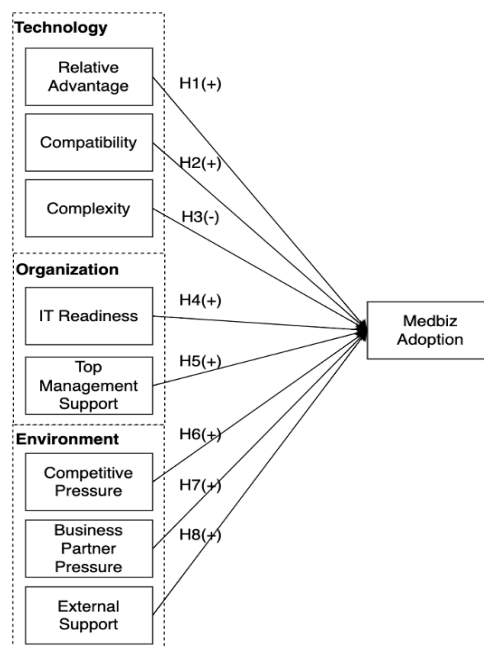 Technology
Relative
Advantage
H1(+)
Compatibility
H2(+)
Complexity
H3(-)
Organization
IT Readiness
H4(+)
Medbiz
Adoption
Top
Management
Support
H5(+)
Environment
Competitive
Pressure
H6(+)
Business
Partner
Pressure
H7(+)
External
Support
H8(+)